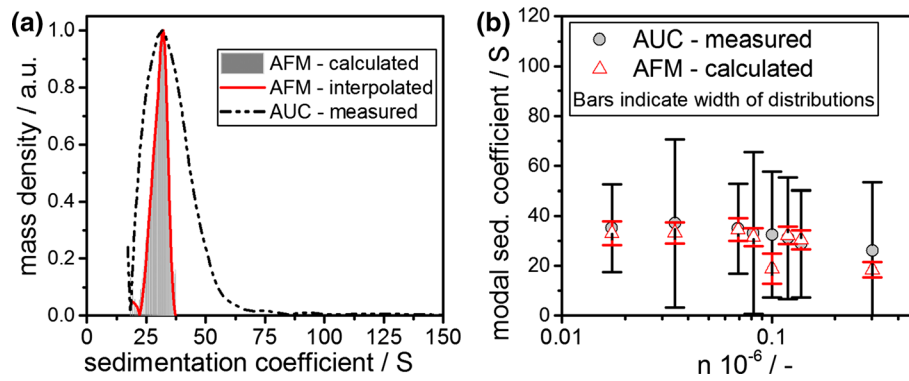 (a)
mass density / a.u.
1.0
0.8
0.6
0.4
0.2
0.0
AFM - calculated
AFM - interpolated
AUC - measured
0 25 50 75 100 125 150
sedimentation coefficient / S
(b)
modal sed. coefficient / S
120
100
80
60
40
20
0
AUC - measured
AFM - calculated
Bars indicate width of distributions
0.01 0.1
n 10⁻⁶ / -